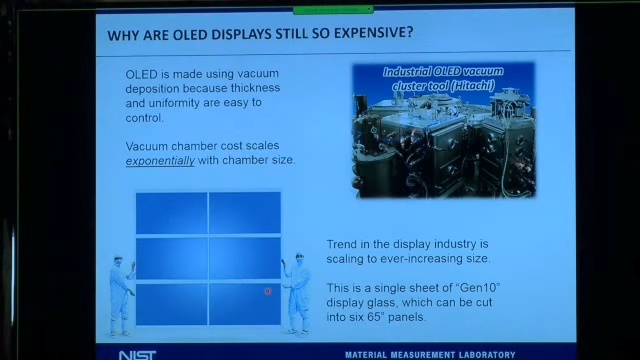 WHY ARE OLED DISPLAYS STILL SO EXPENSIVE?
OLED is made using vacuum
deposition because thickness
and uniformity are easy to
control.
Vacuum chamber cost scales
exponentially with chamber size.
Industrial OLED vacuum
cluster tool (Hitachi)
Trend in the display industry is
scaling to ever-increasing size.
This is a single sheet of “Gen10”
display glass, which can be cut
into six 65” panels.
NIST
MATERIAL MEASUREMENT LABORATORY